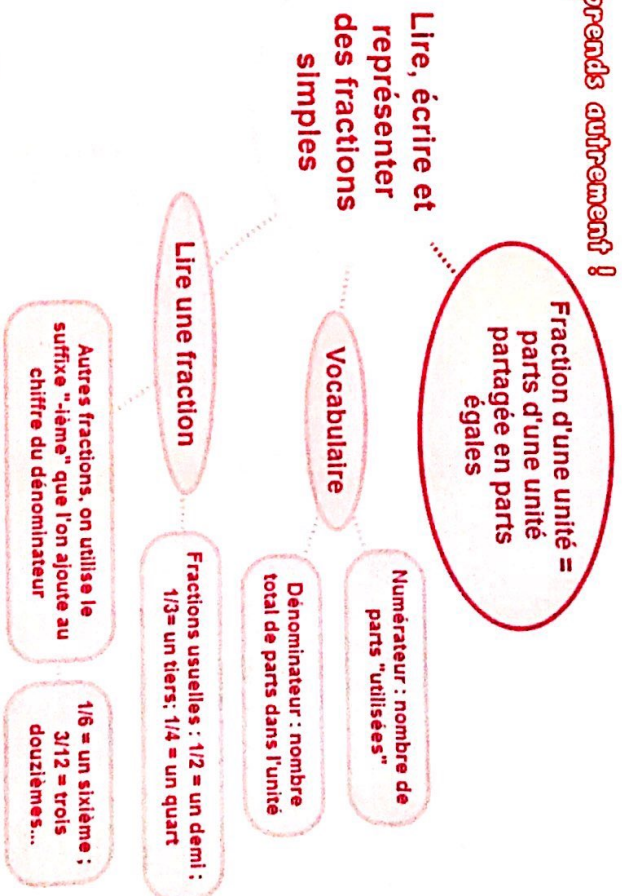 prends autrement !
Lire, écrire et
représenter
des fractions
simples
Fraction d'une unité =
parts d'une unité
partagée en parts
égales
Vocabulaire
Numérateur : nombre de
parts "utilisées"
Dénominateur : nombre
total de parts dans l'unité
Lire une fraction
Fractions usuelles : 1/2 = un demi ;
1/3= un tiers; 1/4 = un quart
Autres fractions, on utilise le
suffixe "-ième" que l'on ajoute au
chiffre du dénominateur
1/6 = un sixième ;
3/12 = trois
douzièmes...